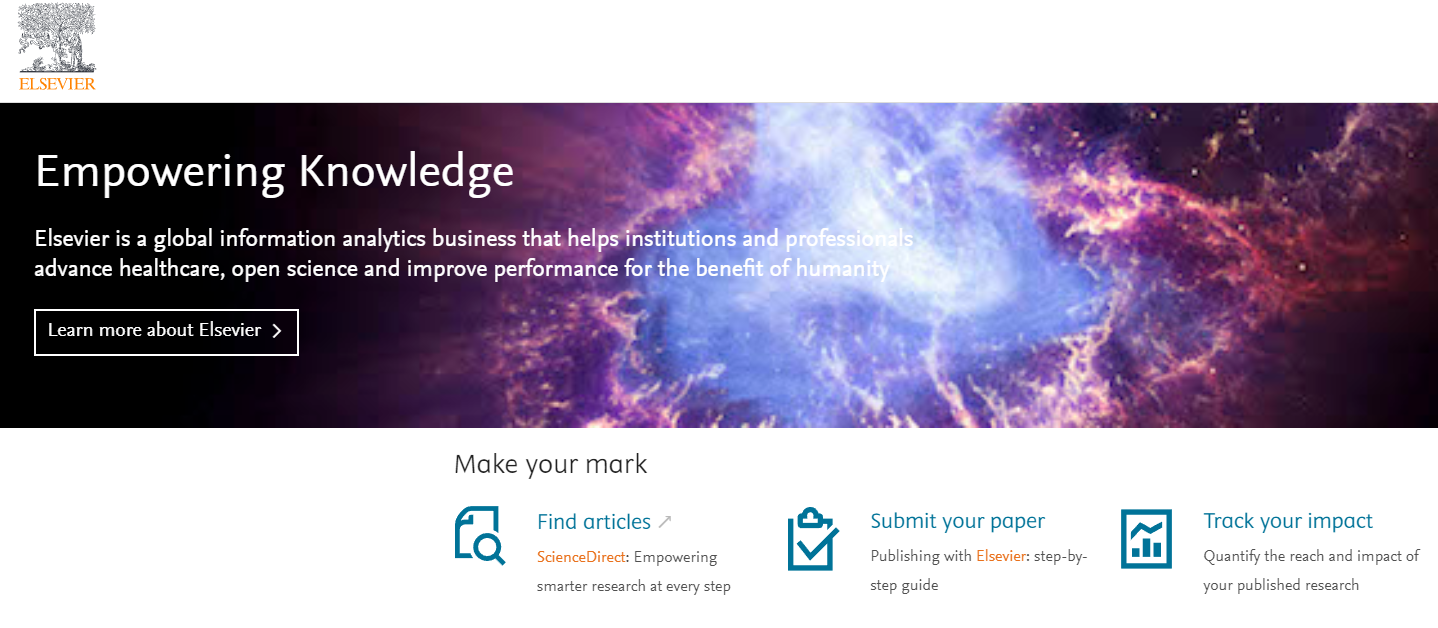 ELSEVIER
Empowering Knowledge
Elsevier is a global information analytics business that helps institutions and professionals
advance healthcare, open science and improve performance for the benefit of humanity
Learn more about Elsevier
Make your mark
Find articles
ScienceDirect: Empowering
smarter research at every step
Submit your paper
Publishing with Elsevier: step-by-
step guide
Track your impact
Quantify the reach and impact of
your published research